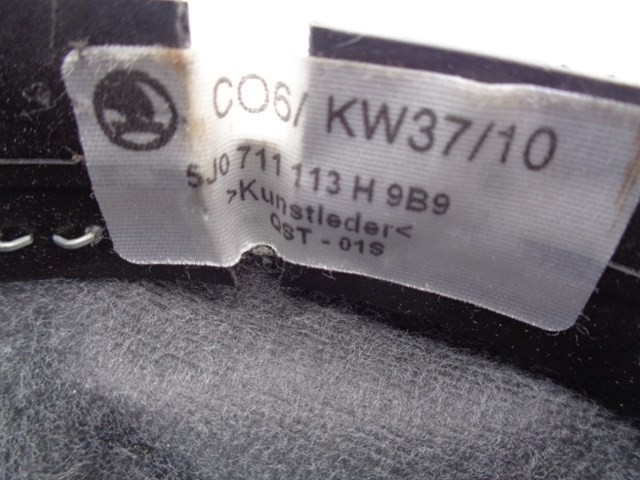 CO6/ KW37/10
5J0 711 113 H 9B9
>Kunstleder<
QST - 01S